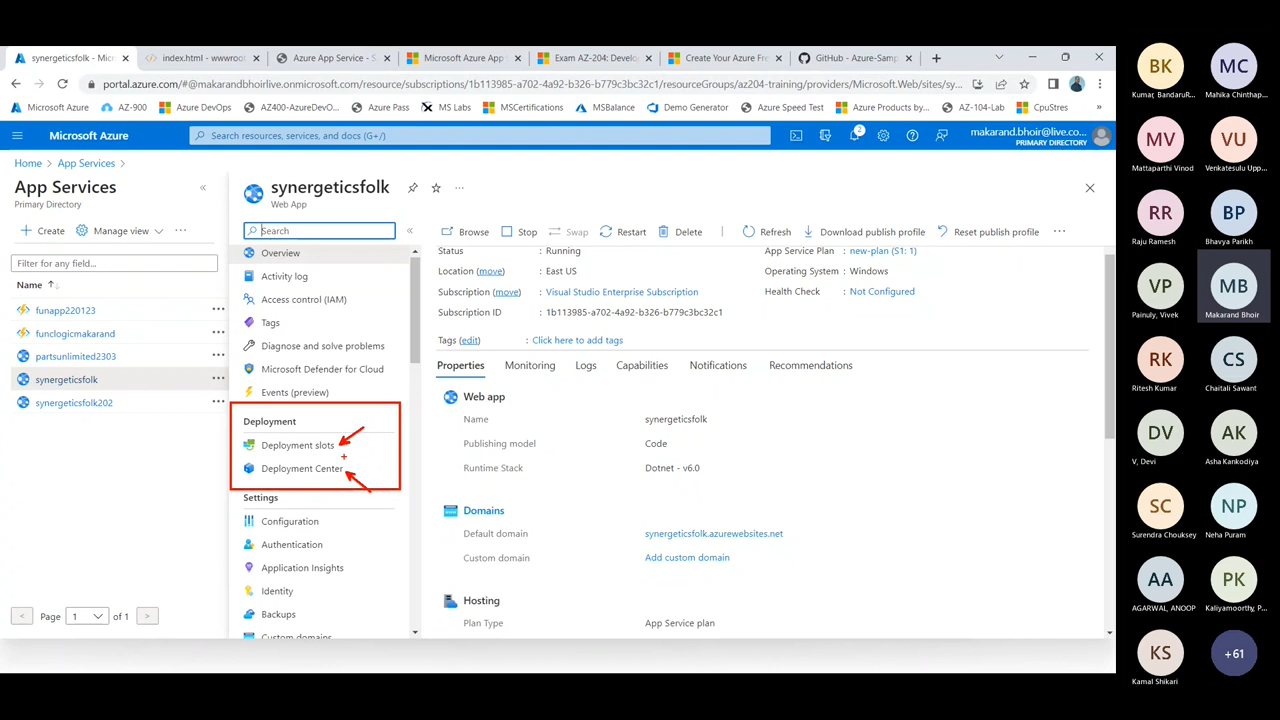 synergeticsfolk - Mic
index.html - wwwroot
Azure App Service - S
Microsoft Azure App
Exam AZ-204: Develo
Create Your Azure Fre
GitHub - Azure-Samp
portal.azure.com/#@makarandbhoirlive.onmicrosoft.com/resource/subscriptions/1b113985-a702-4a92-b326-b779c3bc32c1/resourceGroups/az204-training/providers/Microsoft.Web/sites/sy...
Microsoft Azure
AZ-900
Azure DevOps
AZ400-AzureDevO...
Azure Pass
MS Labs
MSCertifications
MSBalance
Demo Generator
Azure Speed Test
Azure Products by...
AZ-104-Lab
CpuStres
Microsoft Azure
Search resources, services, and docs (G+/)
2
makarand.bhoir@live.co...
PRIMARY DIRECTORY
Home
App Services
App Services
Primary Directory
Create
Manage view
Filter for any field...
Name
funapp220123
funclogicmakarand
partsunlimited2303
synergeticsfolk
synergeticsfolk202
Page 1 of 1
synergeticsfolk
Web App
Search
Overview
Activity log
Access control (IAM)
Tags
Diagnose and solve problems
Microsoft Defender for Cloud
Events (preview)
Deployment
Deployment slots
Deployment Center
Settings
Configuration
Authentication
Application Insights
Identity
Backups
Custom domains
Browse
Stop
Swap
Restart
Delete
Refresh
Download publish profile
Reset publish profile
Status : Running
Location (move) : East US
Subscription (move) : Visual Studio Enterprise Subscription
Subscription ID : 1b113985-a702-4a92-b326-b779c3bc32c1
App Service Plan : new-plan (S1: 1)
Operating System : Windows
Health Check : Not Configured
Tags (edit) : Click here to add tags
Properties
Monitoring
Logs
Capabilities
Notifications
Recommendations
Web app
Name synergeticsfolk
Publishing model Code
Runtime Stack Dotnet - v6.0
Domains
Default domain synergeticsfolk.azurewebsites.net
Custom domain Add custom domain
Hosting
Plan Type App Service plan
BK
Kumar, BandaruR...
MC
Mahika Chinthap...
MV
Mattaparthi Vinod
VU
Venkatesulu Upp...
RR
Raju Ramesh
BP
Bhavya Parikh
VP
Painuly, Vivek
MB
Makarand Bhoir
RK
Ritesh Kumar
CS
Chaitali Sawant
DV
V, Devi
AK
Asha Kankodiya
SC
Surendra Chouksey
NP
Neha Puram
AA
AGARWAL, ANOOP
PK
Kaliyamoorthy, P...
KS
Kamal Shikari
+61